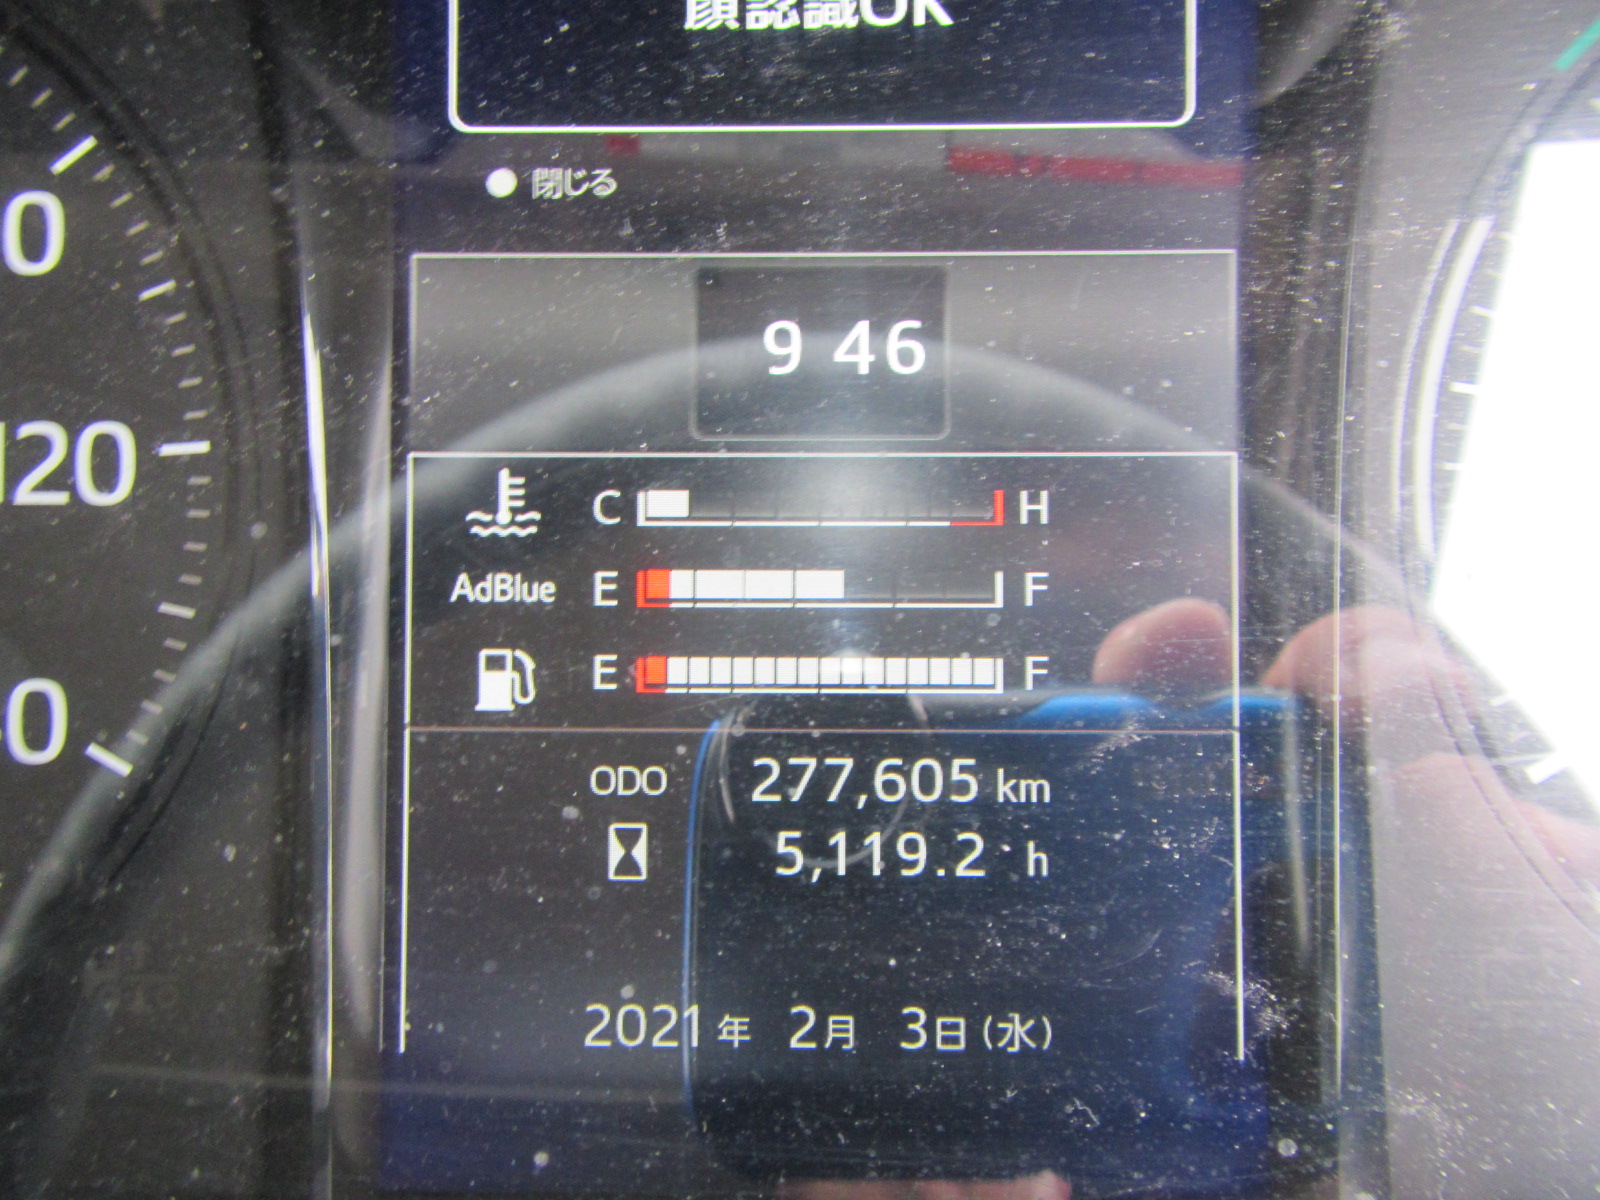 顔認識OK
閉じる
9 46
C H
AdBlue E F
E F
120
ODO 277,605 km
5,119.2 h
2021年 2月 3日(水)